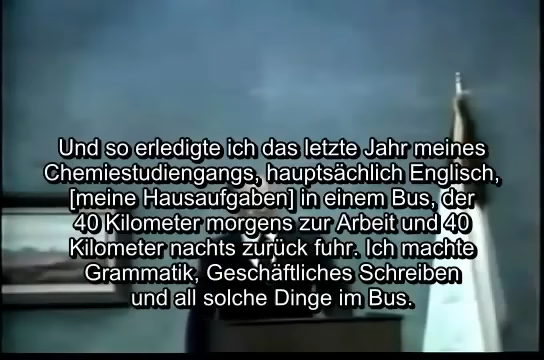 Und so erledigte ich das letzte Jahr meines
Chemiestudiengangs, hauptsächlich Englisch,
[meine Hausaufgaben] in einem Bus, der
40 Kilometer morgens zur Arbeit und 40
Kilometer nachts zurück fuhr. Ich machte
Grammatik, Geschäftliches Schreiben
und all solche Dinge im Bus.